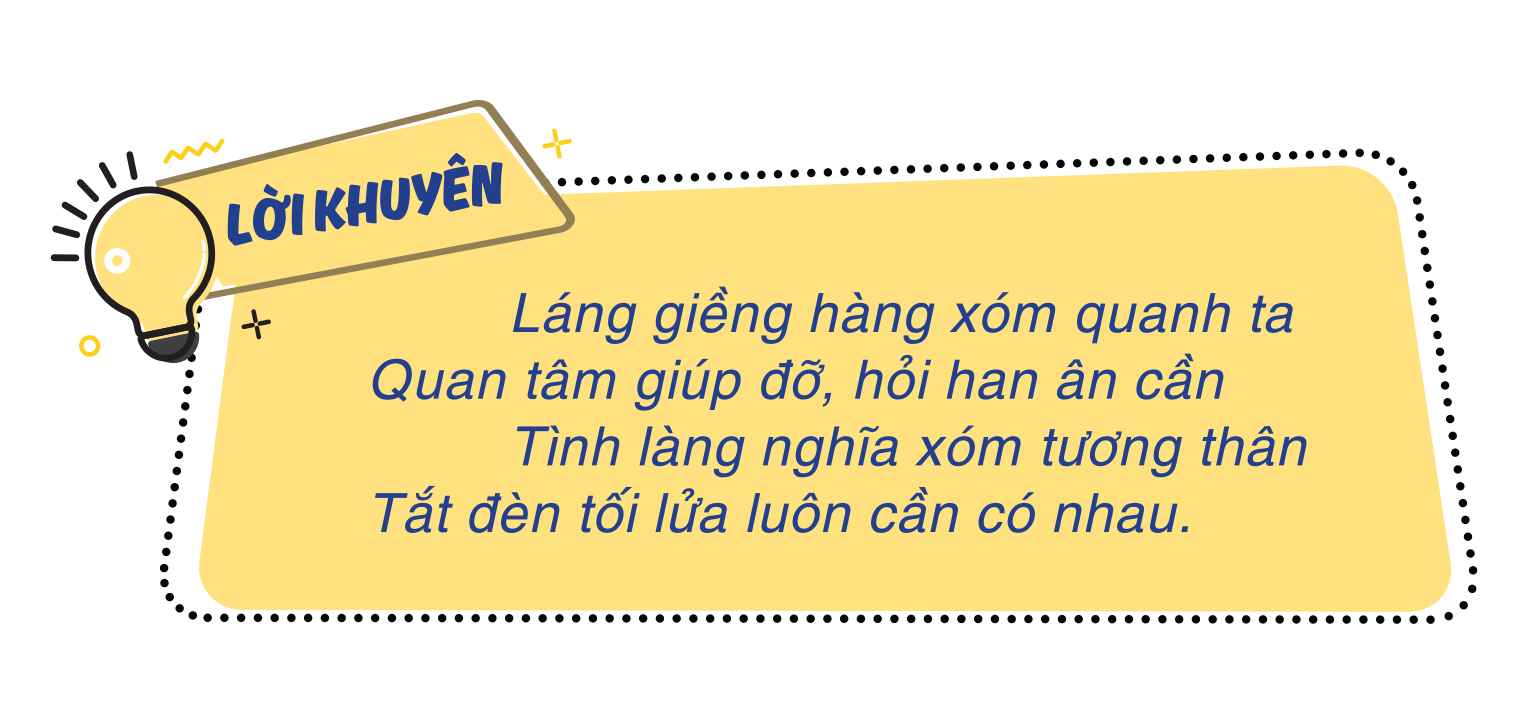 LỜI KHUYÊN
Láng giềng hàng xóm quanh ta
Quan tâm giúp đỡ, hỏi han ân cần
Tình làng nghĩa xóm tương thân
Tắt đèn tối lửa luôn cần có nhau.